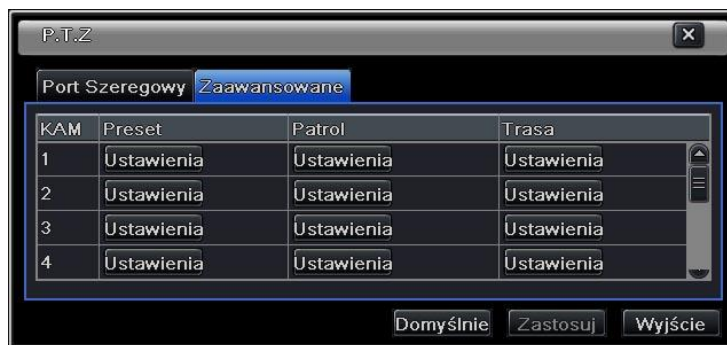 P.T.Z
Port Szeregowy Zaawansowane
KAM Preset Patrol Trasa
1 Ustawienia Ustawienia Ustawienia
2 Ustawienia Ustawienia Ustawienia
3 Ustawienia Ustawienia Ustawienia
4 Ustawienia Ustawienia Ustawienia
Domyślnie Zastosuj Wyjście